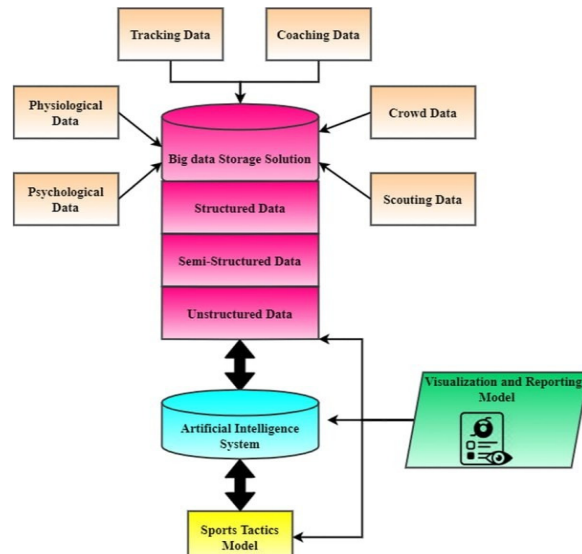 Tracking Data
Coaching Data
Physiological
Data
Crowd Data
Big data Storage Solution
Psychological
Data
Scouting Data
Structured Data
Semi-Structured Data
Unstructured Data
Visualization and Reporting
Model
Artificial Intelligence
System
Sports Tactics
Model